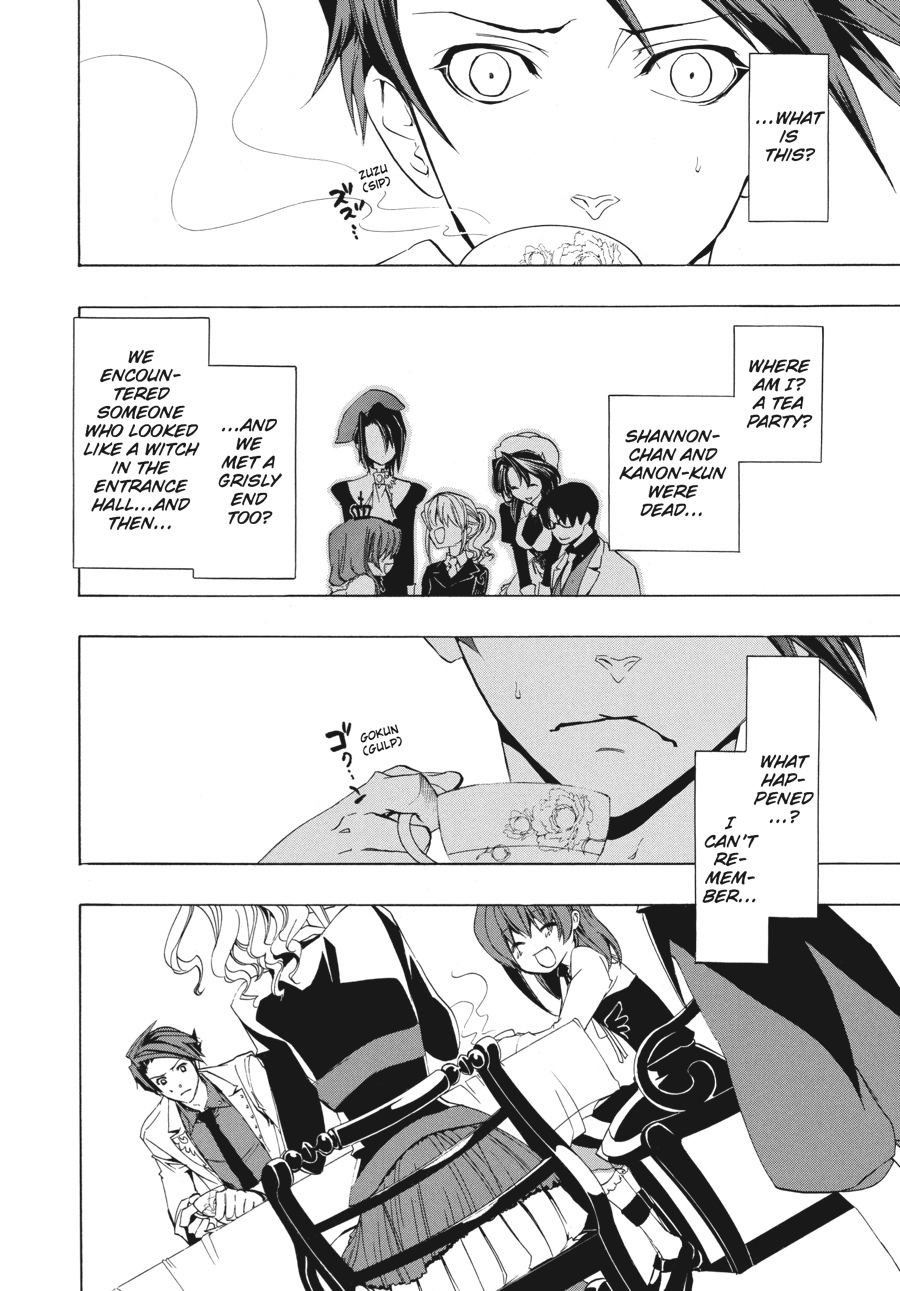 ...WHAT
IS
THIS?
ZUZU
(SIP)
ズズ…
WHERE
AM I?
A TEA
PARTY?
SHANNON-
CHAN AND
KANON-KUN
WERE
DEAD...
...AND
WE
MET A
GRISLY
END
TOO?
WE
ENCOUN-
TERED
SOMEONE
WHO LOOKED
LIKE A WITCH
IN THE
ENTRANCE
HALL...AND
THEN...
WHAT
HAP-
PENED
...?
GOKUN
(GULP)
ゴク…
I
CAN'T
RE-
MEM-
BER...